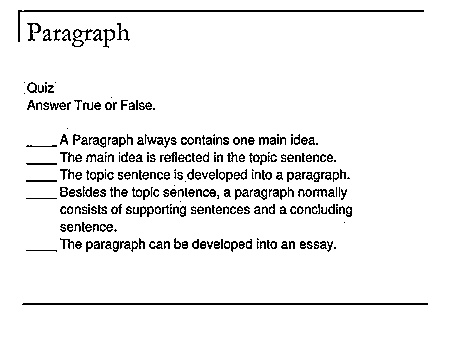 Paragraph
Quiz
Answer True or False.
____ A Paragraph always contains one main idea.
____ The main idea is reflected in the topic sentence.
____ The topic sentence is developed into a paragraph.
____ Besides the topic sentence, a paragraph normally
consists of supporting sentences and a concluding
sentence.
____ The paragraph can be developed into an essay.